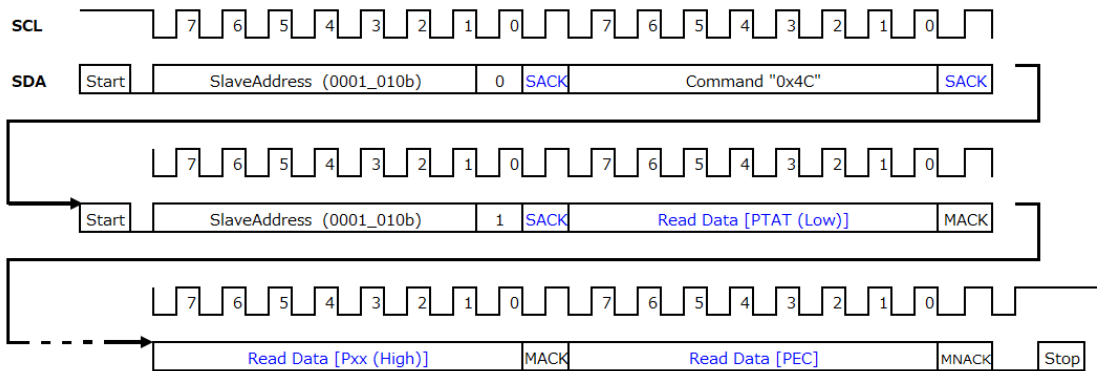 SCL 7 6 5 4 3 2 1 0 7 6 5 4 3 2 1 0
SDA Start SlaveAddress (0001_010b) 0 SACK Command "0x4C" SACK
7 6 5 4 3 2 1 0 7 6 5 4 3 2 1 0
Start SlaveAddress (0001_010b) 1 SACK Read Data [PTAT (Low)] MACK
7 6 5 4 3 2 1 0 7 6 5 4 3 2 1 0
Read Data [Pxx (High)] MACK Read Data [PEC] MNACK Stop